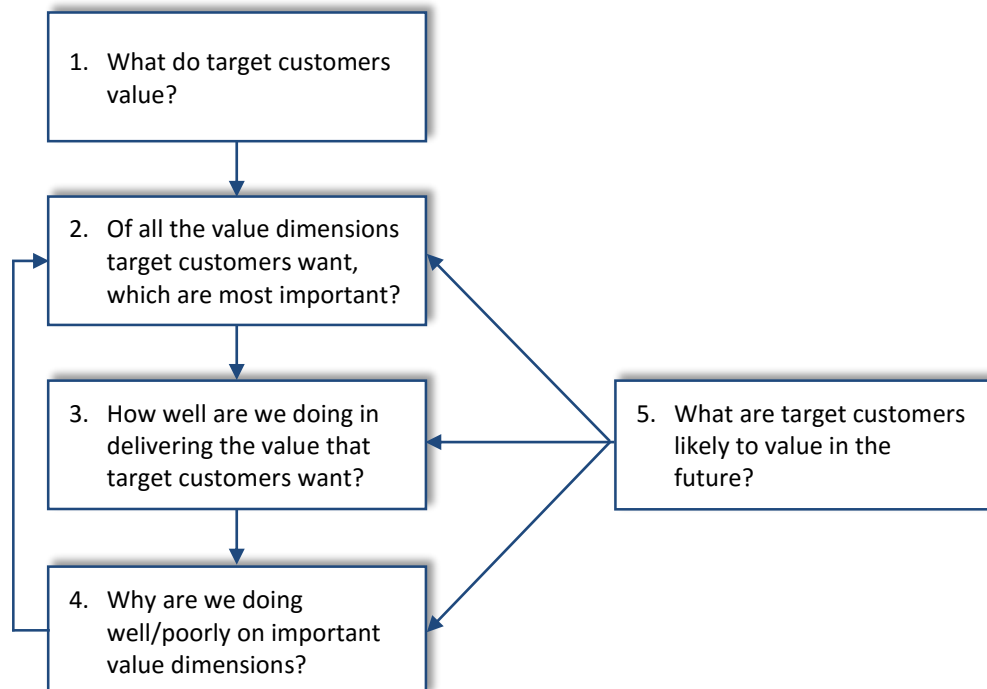 1. What do target customers
value?
2. Of all the value dimensions
target customers want,
which are most important?
3. How well are we doing in
delivering the value that
target customers want?
4. Why are we doing
well/poorly on important
value dimensions?
5. What are target customers
likely to value in the
future?